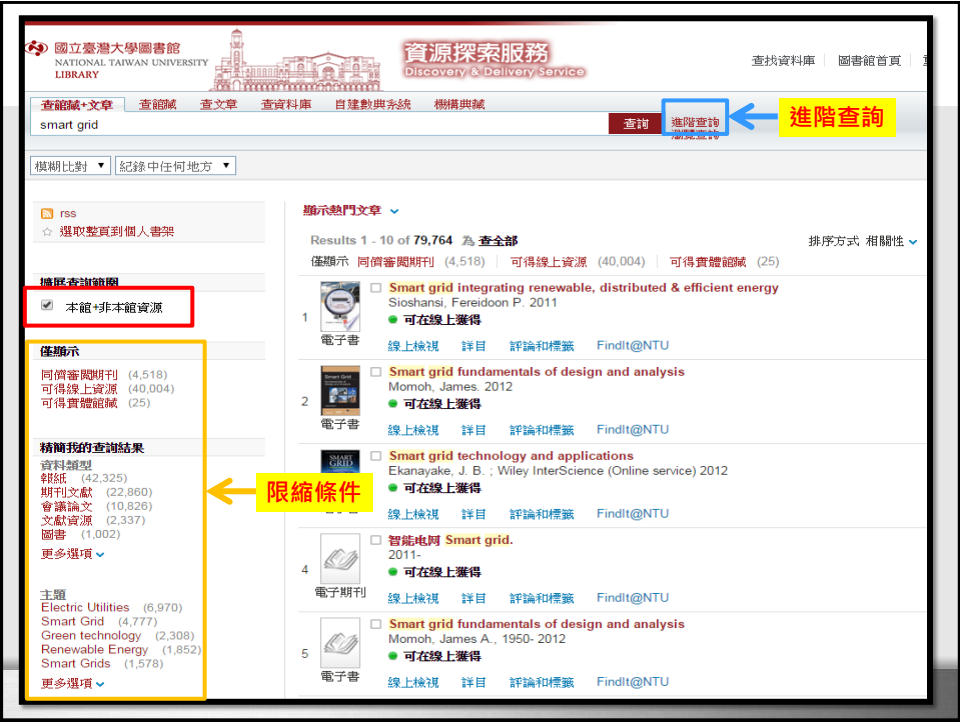 國立臺灣大學圖書館
NATIONAL TAIWAN UNIVERSITY
LIBRARY
資源探索服務
Discovery & Delivery Service
查找資料庫 圖書館首頁
查館藏+文章 查館藏 查文章 查資料庫 自建數典系統 機構典藏
smart grid
查詢
進階查詢
瀏覽查詢
進階查詢
模糊比對
紀錄中任何地方
rss
選取整頁到個人書架
擴展查詢範圍
本館+非本館資源
僅顯示
同儕審閱期刊 (4,518)
可得線上資源 (40,004)
可得實體館藏 (25)
精簡我的查詢結果
資料類型
報紙 (42,325)
期刊文獻 (22,860)
會議論文 (10,826)
文獻資源 (2,337)
圖書 (1,002)
更多選項
主題
Electric Utilities (6,970)
Smart Grid (4,777)
Green technology (2,308)
Renewable Energy (1,852)
Smart Grids (1,578)
更多選項
限縮條件
顯示熱門文章
Results 1 - 10 of 79,764 為 查全部
排序方式 相關性
僅顯示 同儕審閱期刊 (4,518) 可得線上資源 (40,004) 可得實體館藏 (25)
1
電子書
Smart grid integrating renewable, distributed & efficient energy
Sioshansi, Fereidoon P. 2011
可在線上獲得
線上檢視 詳目 評論和標籤 FindIt@NTU
2
電子書
Smart grid fundamentals of design and analysis
Momoh, James. 2012
可在線上獲得
線上檢視 詳目 評論和標籤 FindIt@NTU
SMART
GRID
Smart grid technology and applications
Ekanayake, J. B. ; Wiley InterScience (Online service) 2012
可在線上獲得
線上檢視 詳目 評論和標籤 FindIt@NTU
4
電子期刊
智能电网 Smart grid.
2011-
可在線上獲得
線上檢視 詳目 評論和標籤 FindIt@NTU
5
電子書
Smart grid fundamentals of design and analysis
Momoh, James A., 1950- 2012
可在線上獲得
線上檢視 詳目 評論和標籤 FindIt@NTU